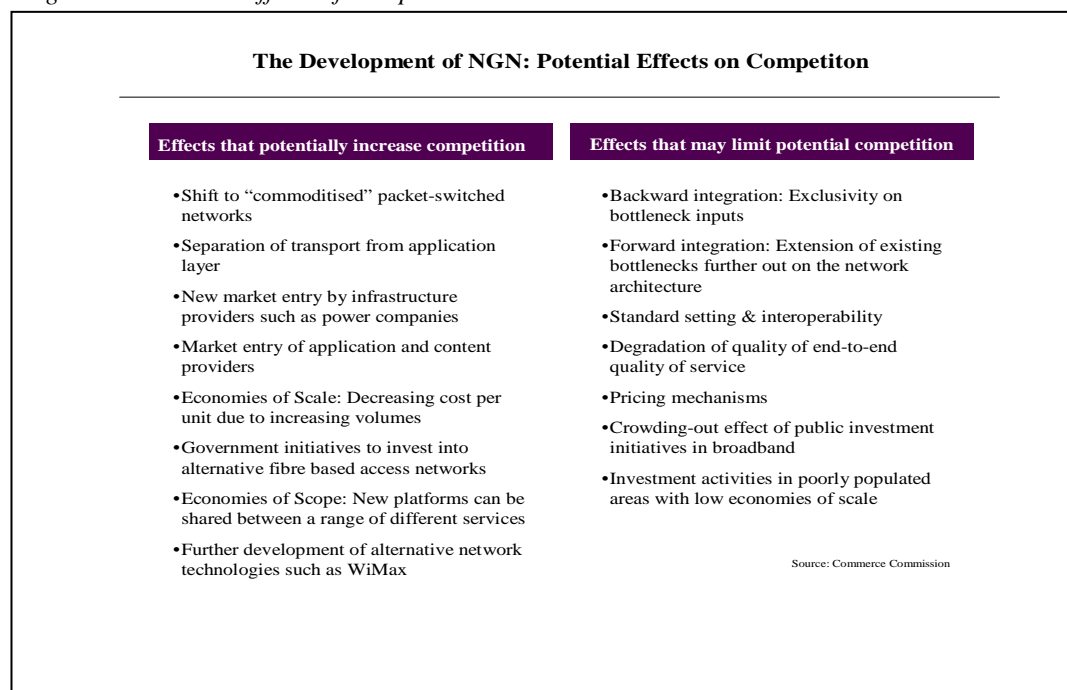 The Development of NGN: Potential Effects on Competiton
Effects that potentially increase competition
•Shift to “commoditised” packet-switched
networks
•Separation of transport from application
layer
•New market entry by infrastructure
providers such as power companies
•Market entry of application and content
providers
•Economies of Scale: Decreasing cost per
unit due to increasing volumes
•Government initiatives to invest into
alternative fibre based access networks
•Economies of Scope: New platforms can be
shared between a range of different services
•Further development of alternative network
technologies such as WiMax
Effects that may limit potential competition
•Backward integration: Exclusivity on
bottleneck inputs
•Forward integration: Extension of existing
bottlenecks further out on the network
architecture
•Standard setting & interoperability
•Degradation of quality of end-to-end
quality of service
•Pricing mechanisms
•Crowding-out effect of public investment
initiatives in broadband
•Investment activities in poorly populated
areas with low economies of scale
Source: Commerce Commission